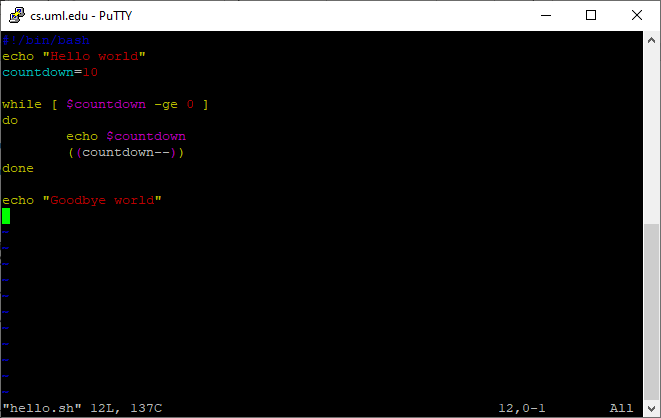 cs.uml.edu - PuTTY
#!/bin/bash
echo "Hello world"
countdown=10
while [ $countdown -ge 0 ]
do
        echo $countdown
        ((countdown--))
done
echo "Goodbye world"
~
~
~
~
~
~
~
~
~
~
~
"hello.sh" 12L, 137C 12,0-1 All